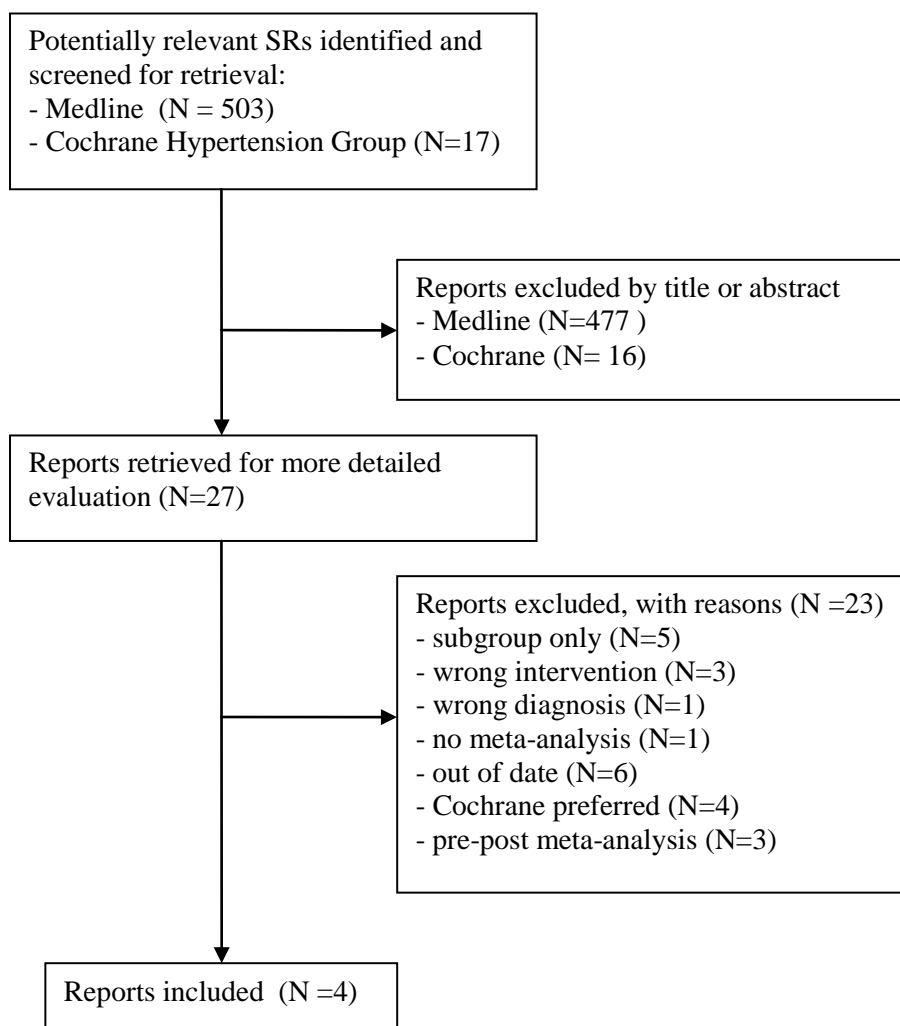 Potentially relevant SRs identified and
screened for retrieval:
- Medline  (N = 503)
- Cochrane Hypertension Group (N=17)
Reports excluded by title or abstract
- Medline (N=477 )
- Cochrane (N= 16)
Reports retrieved for more detailed
evaluation (N=27)
Reports excluded, with reasons (N =23)
- subgroup only (N=5)
- wrong intervention (N=3)
- wrong diagnosis (N=1)
- no meta-analysis (N=1)
- out of date (N=6)
- Cochrane preferred (N=4)
- pre-post meta-analysis (N=3)
Reports included  (N =4)